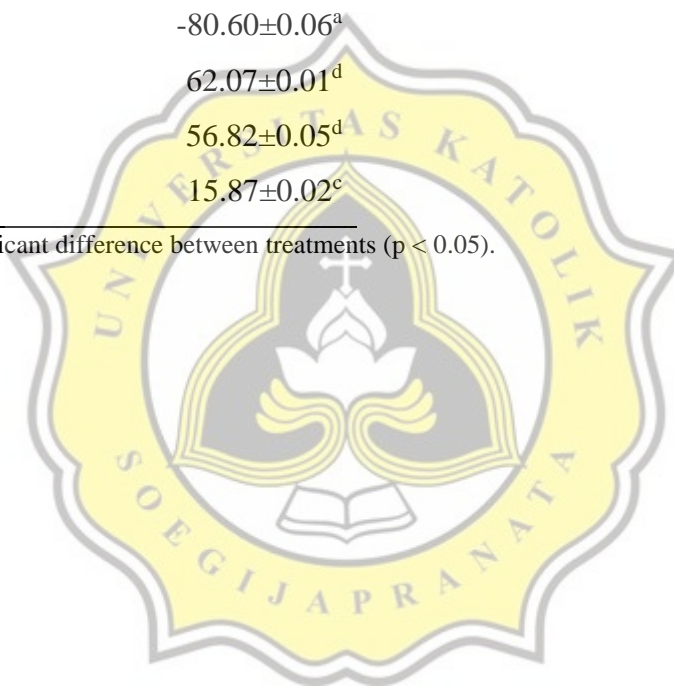 -80.60±0.06ᵃ
62.07±0.01ᵈ
56.82±0.05ᵈ
15.87±0.02ᶜ
icant difference between treatments (p < 0.05).
UNIVERSITAS KATOLIK
SOEGIJAPRANATA